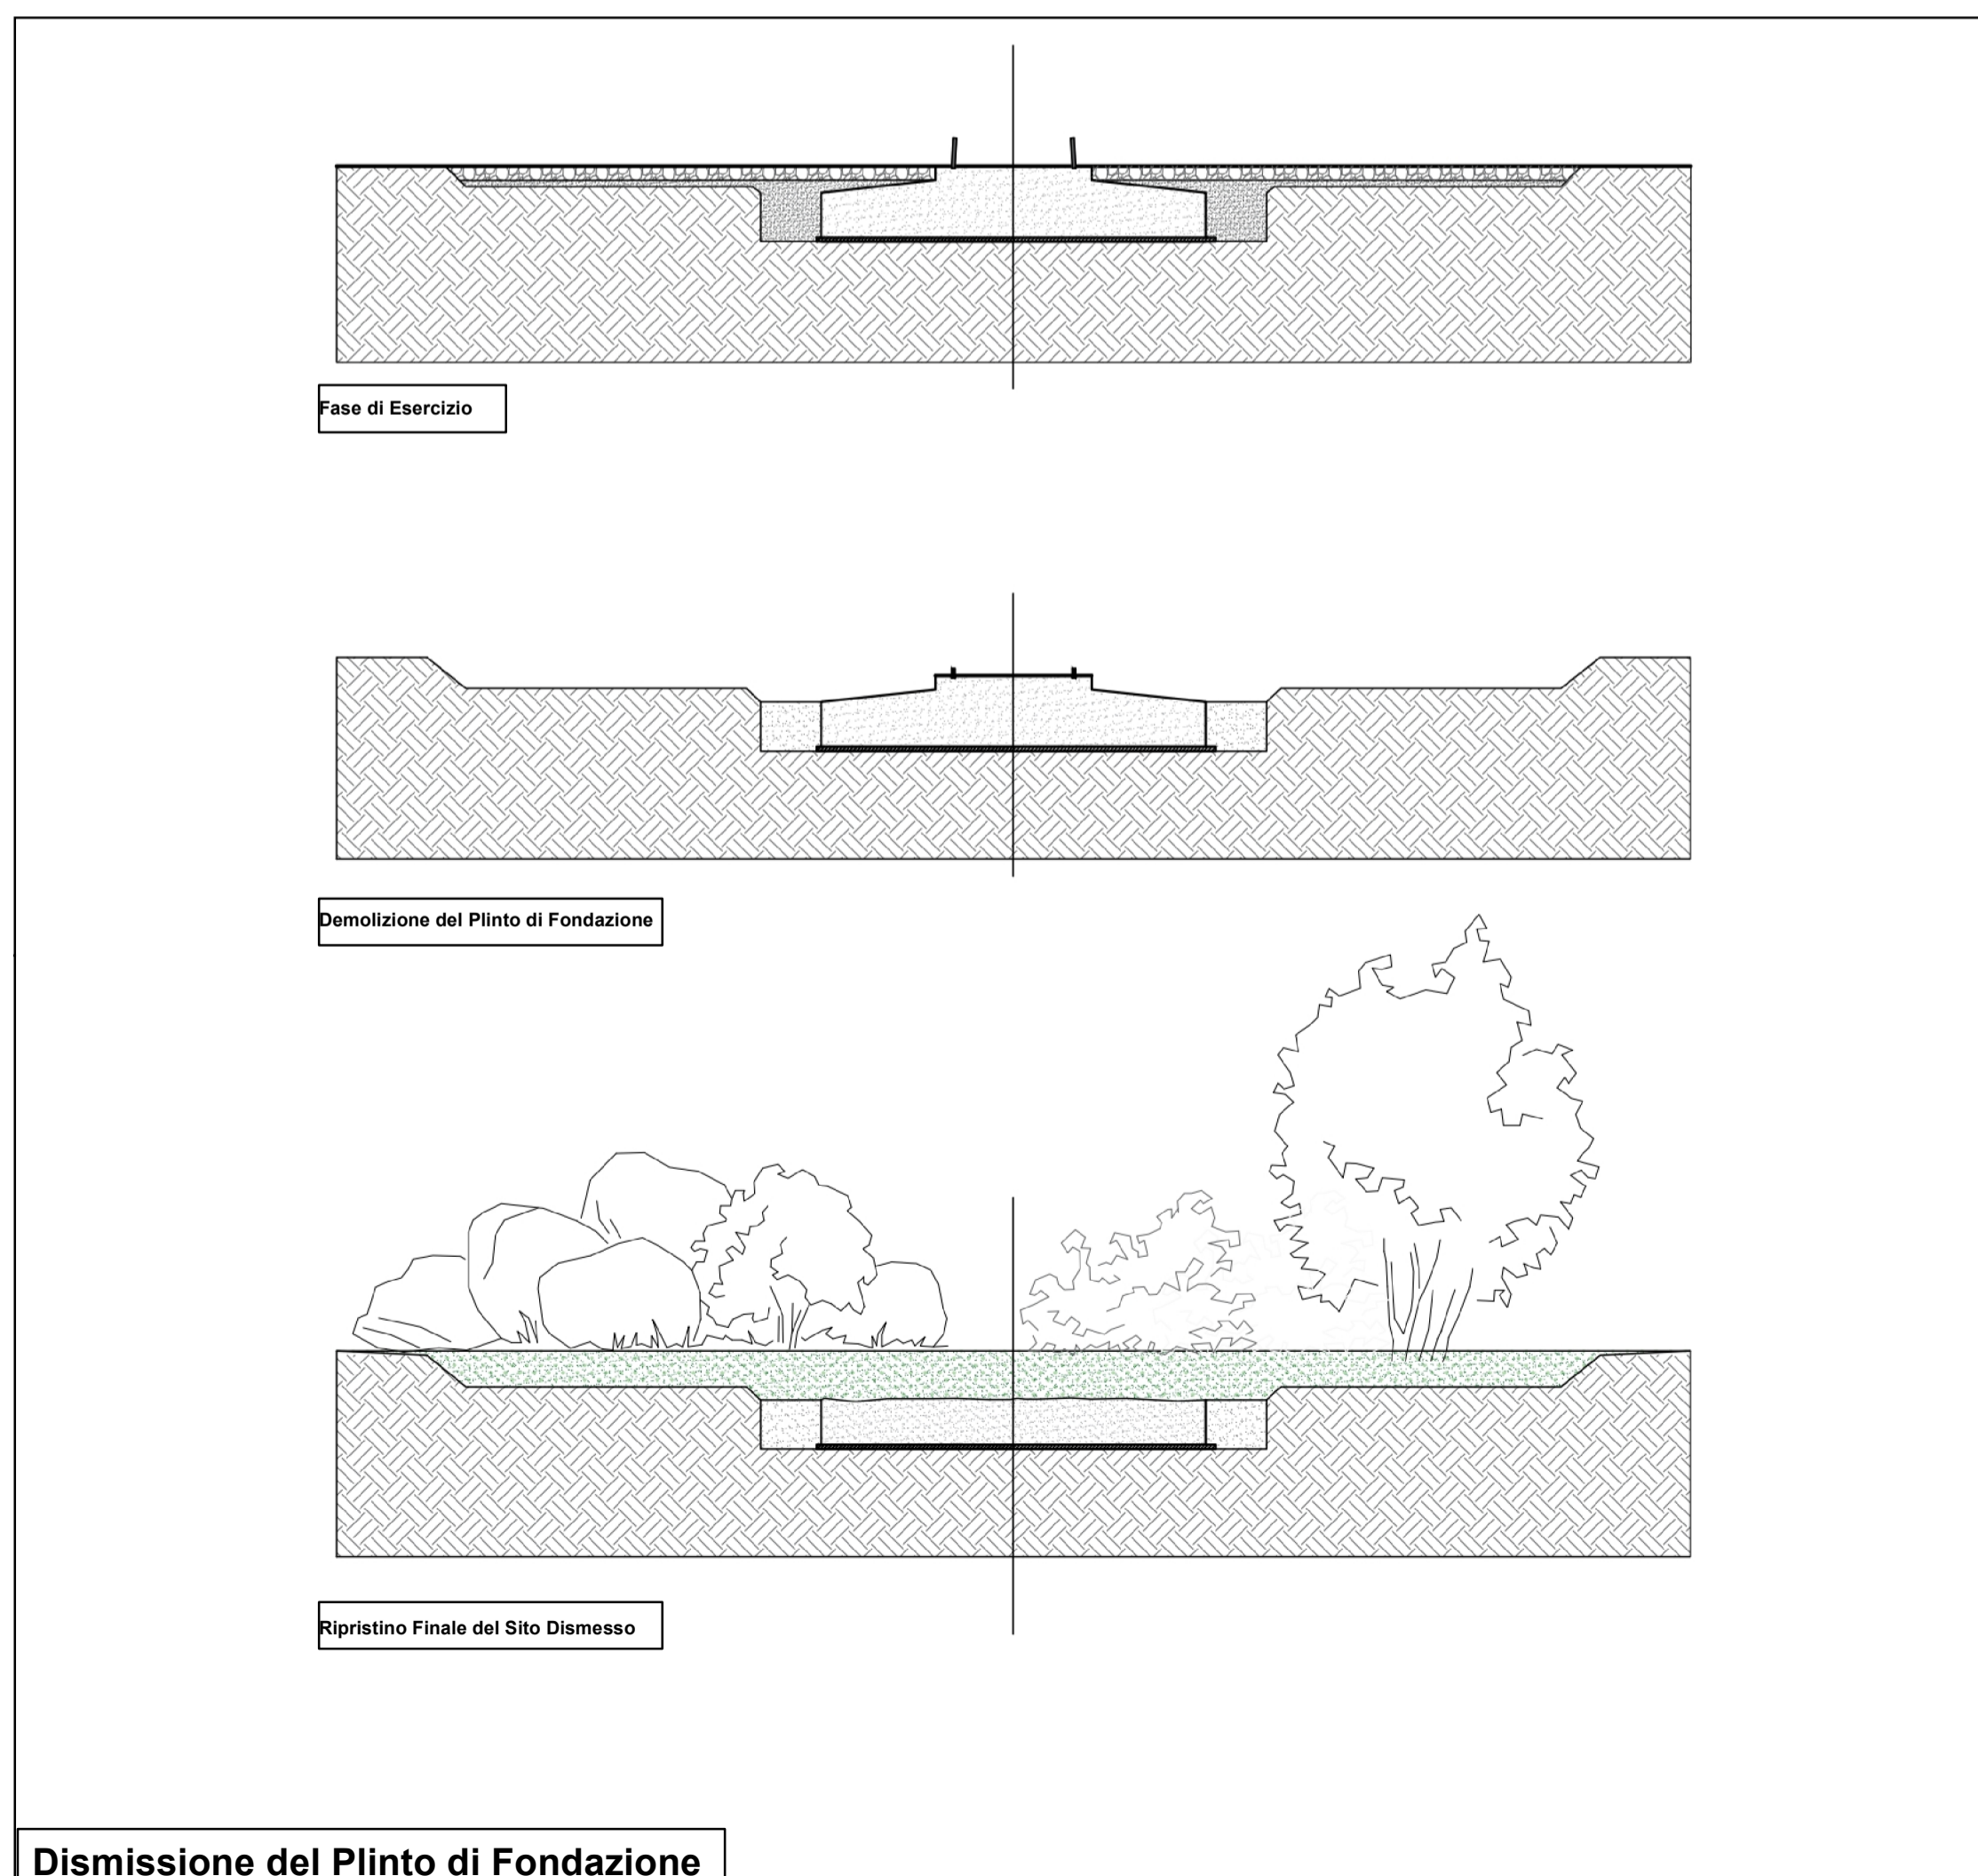 Fase di Esercizio
Demolizione del Plinto di Fondazione
Ripristino Finale del Sito Dismesso
Dismissione del Plinto di Fondazione